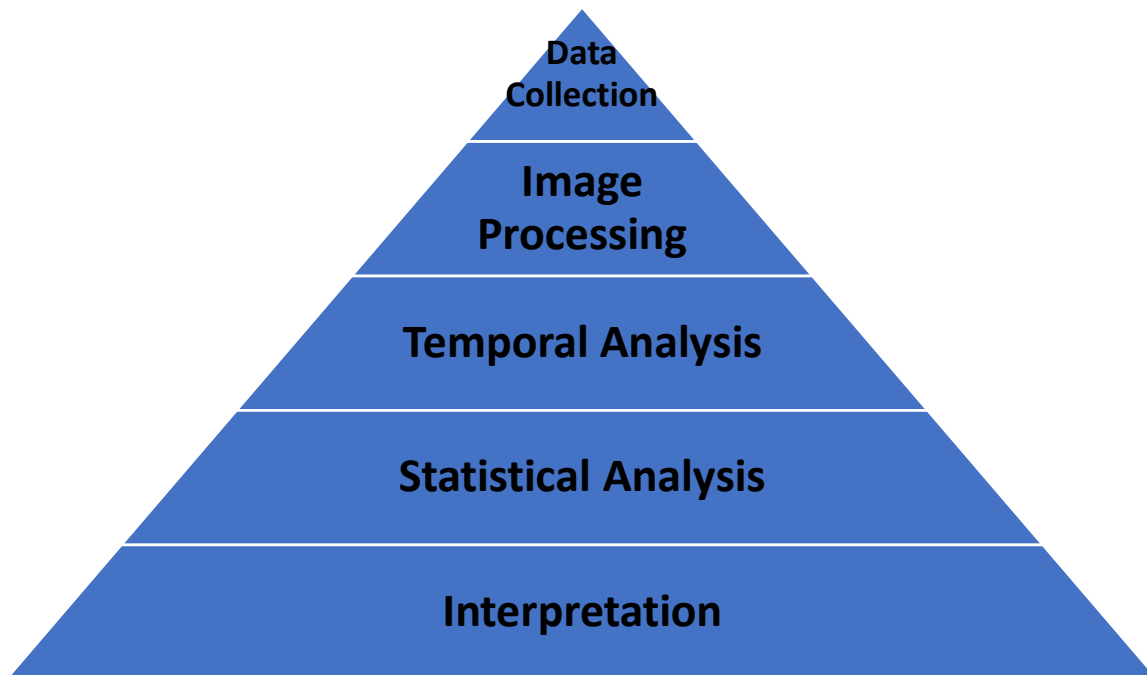 Data
Collection
Image
Processing
Temporal Analysis
Statistical Analysis
Interpretation